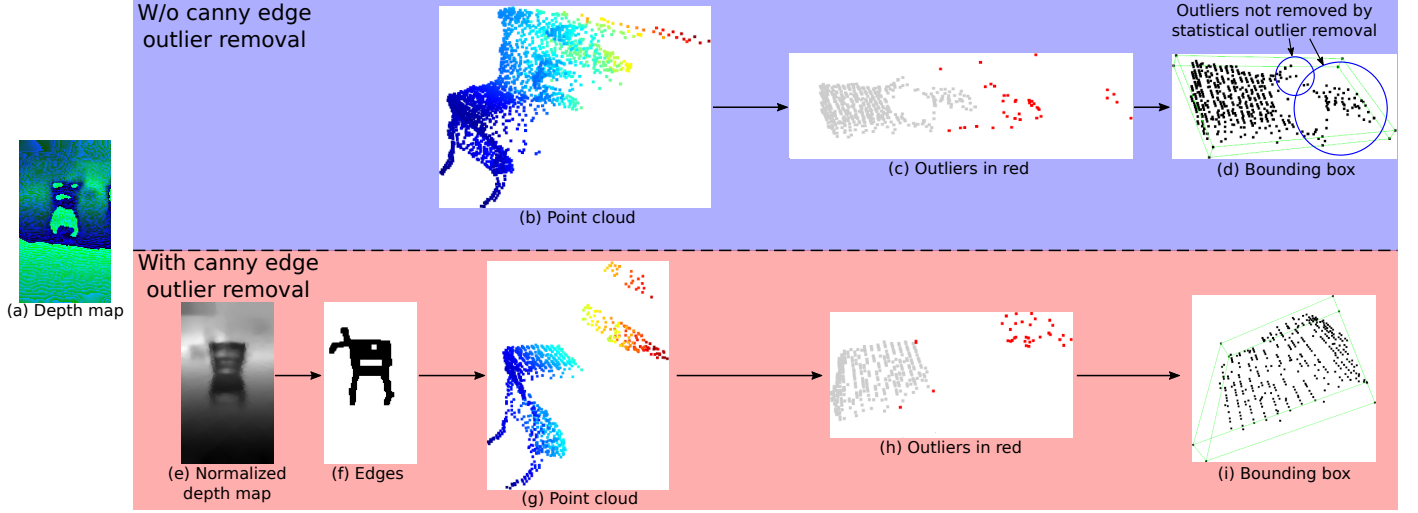 W/o canny edge
outlier removal
(b) Point cloud
(c) Outliers in red
Outliers not removed by
statistical outlier removal
(d) Bounding box
(a) Depth map
With canny edge
outlier removal
(e) Normalized
depth map
(f) Edges
(g) Point cloud
(h) Outliers in red
(i) Bounding box